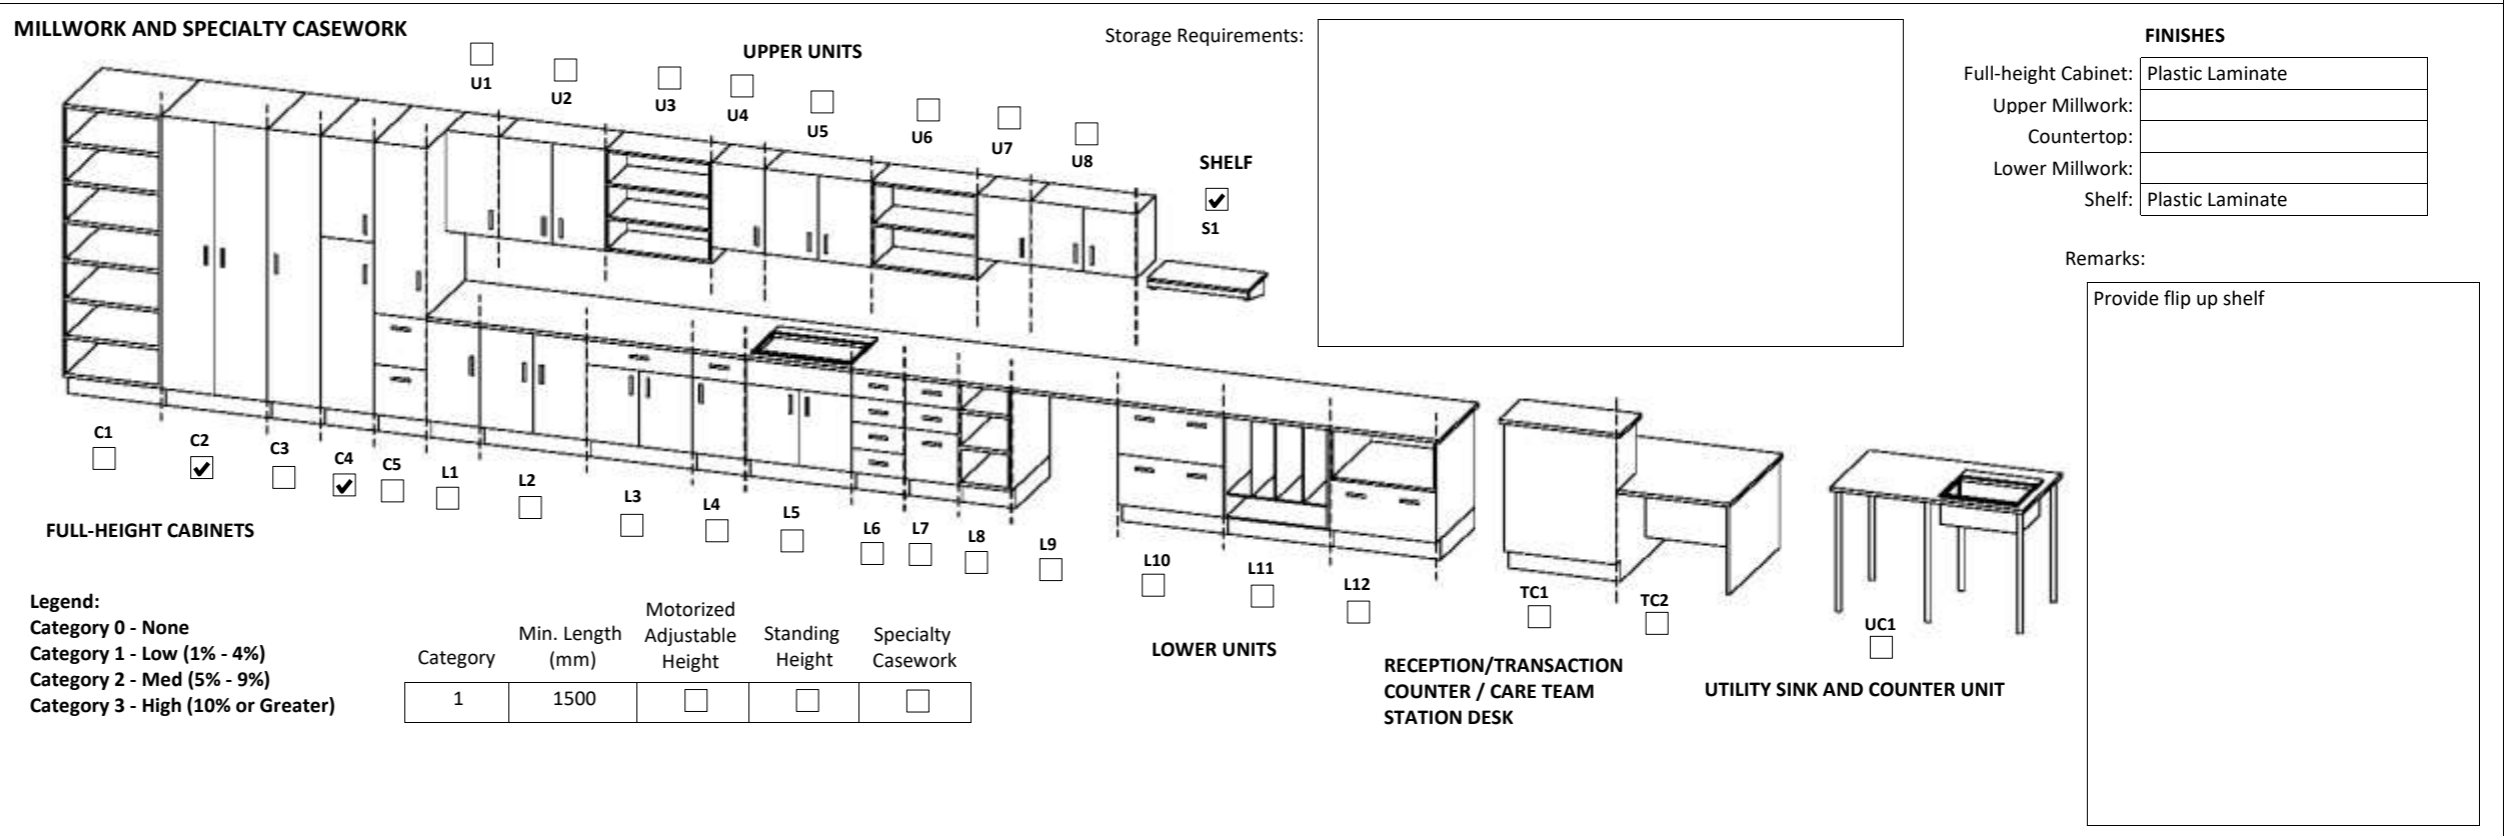 MILLWORK AND SPECIALTY CASEWORK
UPPER UNITS
U1
U2
U3
U4
U5
U6
U7
U8
SHELF
S1
Storage Requirements:
FINISHES
Full-height Cabinet: Plastic Laminate
Upper Millwork:
Countertop:
Lower Millwork:
Shelf: Plastic Laminate
Remarks:
Provide flip up shelf
C1
C2
C3
C4
C5
L1
L2
L3
L4
L5
L6
L7
L8
L9
L10
L11
L12
TC1
TC2
UC1
FULL-HEIGHT CABINETS
LOWER UNITS
RECEPTION/TRANSACTION
COUNTER / CARE TEAM
STATION DESK
UTILITY SINK AND COUNTER UNIT
Legend:
Category 0 - None
Category 1 - Low (1% - 4%)
Category 2 - Med (5% - 9%)
Category 3 - High (10% or Greater)
Category
Min. Length
(mm)
Motorized
Adjustable
Height
Standing
Height
Specialty
Casework
1
1500